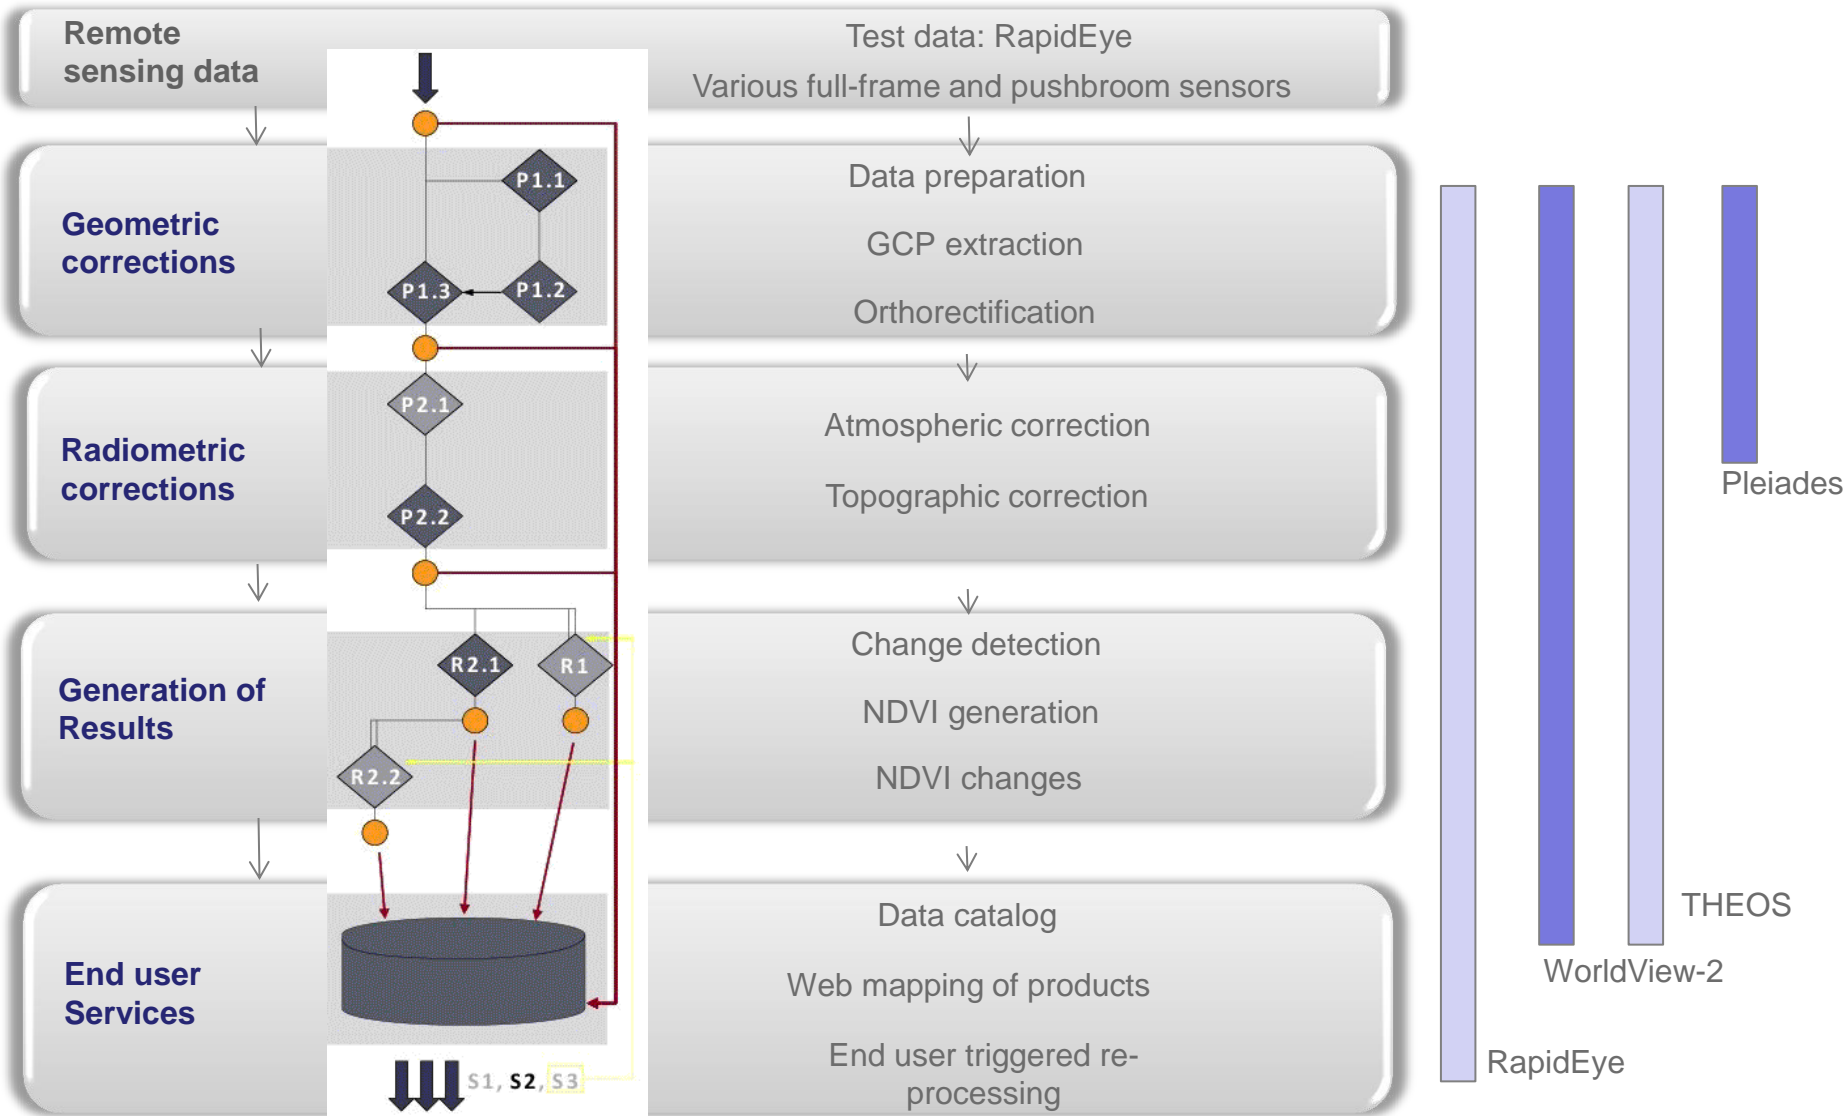 Remote
sensing data
Test data: RapidEye
Various full-frame and pushbroom sensors
Geometric
corrections
P1.1
P1.3
P1.2
Data preparation
GCP extraction
Orthorectification
Radiometric
corrections
P2.1
P2.2
Atmospheric correction
Topographic correction
Generation of
Results
R2.1
R1
R2.2
Change detection
NDVI generation
NDVI changes
End user
Services
S1, S2, S3
Data catalog
Web mapping of products
End user triggered re-
processing
Pleiades
THEOS
WorldView-2
RapidEye